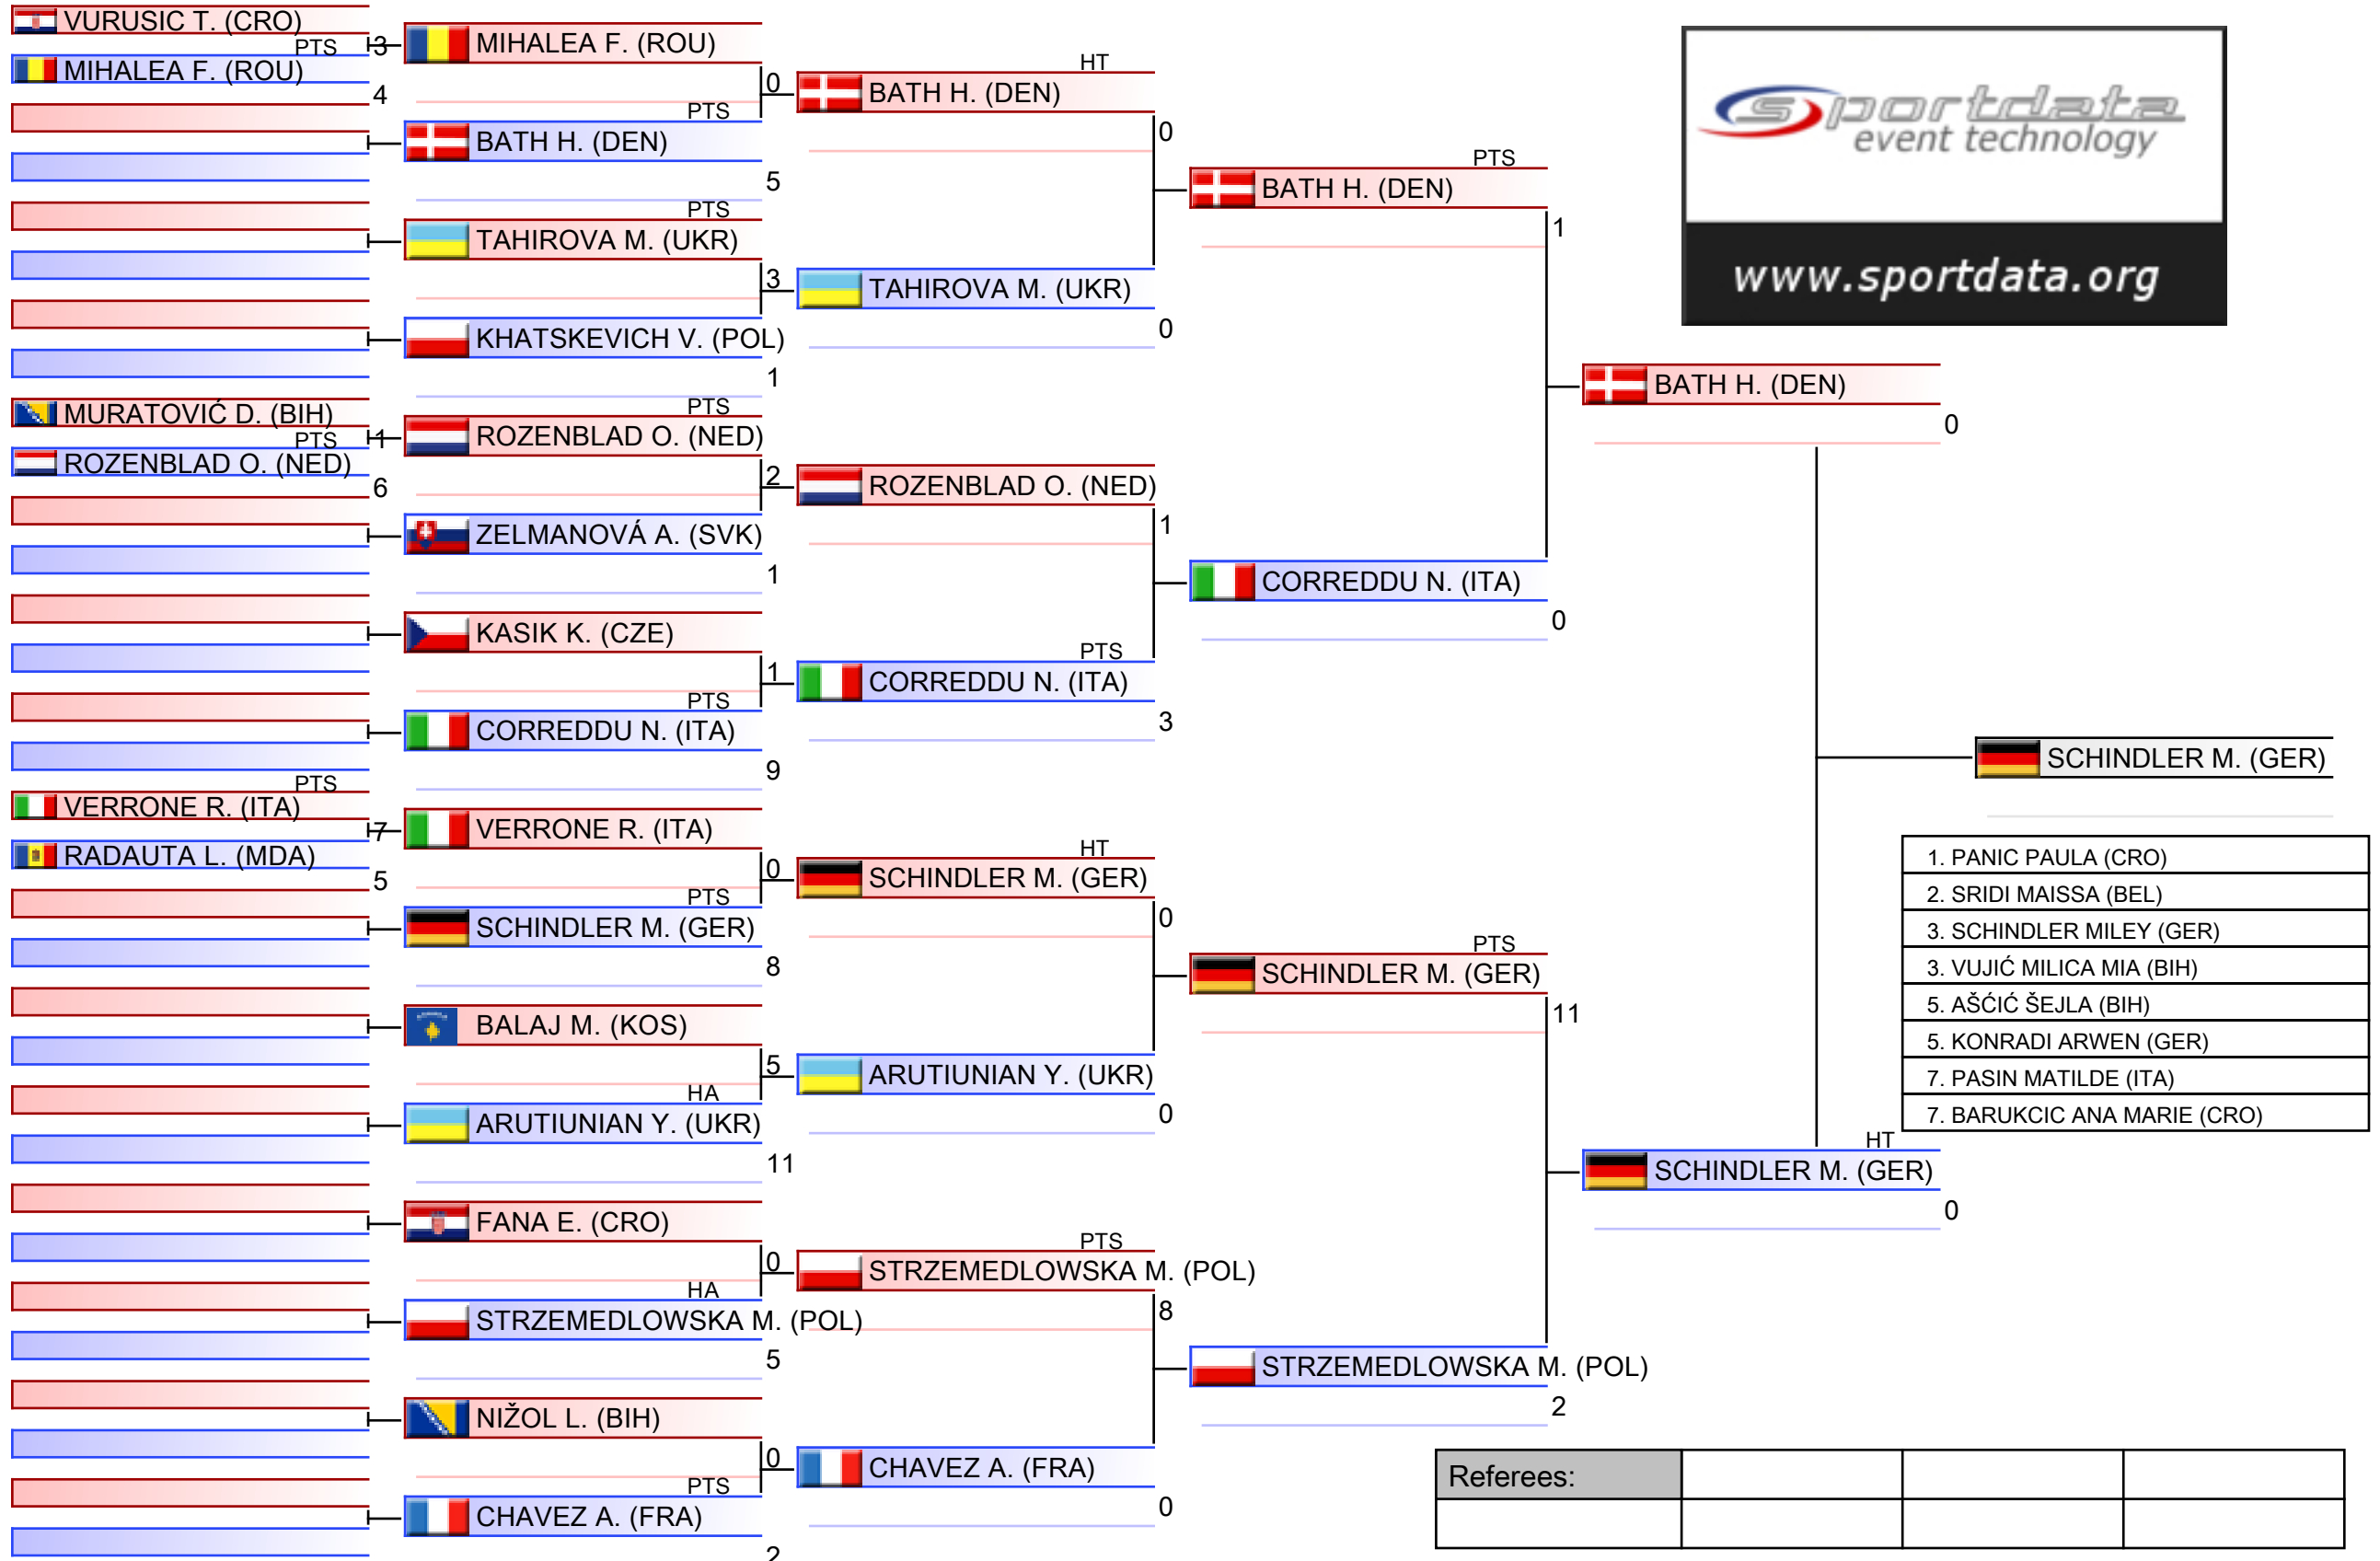 VURUSIC T. (CRO)
PTS
3
MIHALEA F. (ROU)
4
MURATOVIĆ D. (BIH)
PTS
1
ROZENBLAD O. (NED)
6
PTS
VERRONE R. (ITA)
7
RADAUTA L. (MDA)
5
MIHALEA F. (ROU)
0
PTS
BATH H. (DEN)
5
PTS
TAHIROVA M. (UKR)
3
KHATSKEVICH V. (POL)
1
PTS
ROZENBLAD O. (NED)
2
ZELMANOVÁ A. (SVK)
1
KASIK K. (CZE)
1
PTS
CORREDDU N. (ITA)
9
VERRONE R. (ITA)
0
PTS
SCHINDLER M. (GER)
8
BALAJ M. (KOS)
5
HA
ARUTIUNIAN Y. (UKR)
11
FANA E. (CRO)
0
HA
STRZEMEDLOWSKA M. (POL)
5
NIŽOL L. (BIH)
0
PTS
CHAVEZ A. (FRA)
2
HT
BATH H. (DEN)
0
TAHIROVA M. (UKR)
0
ROZENBLAD O. (NED)
1
PTS
CORREDDU N. (ITA)
3
HT
SCHINDLER M. (GER)
0
ARUTIUNIAN Y. (UKR)
0
PTS
STRZEMEDLOWSKA M. (POL)
8
CHAVEZ A. (FRA)
0
PTS
BATH H. (DEN)
1
CORREDDU N. (ITA)
0
PTS
SCHINDLER M. (GER)
11
STRZEMEDLOWSKA M. (POL)
2
BATH H. (DEN)
0
HT
SCHINDLER M. (GER)
0
SCHINDLER M. (GER)
sportdata
event technology
www.sportdata.org
1. PANIC PAULA (CRO)
2. SRIDI MAISSA (BEL)
3. SCHINDLER MILEY (GER)
3. VUJIĆ MILICA MIA (BIH)
5. AŠĆIĆ ŠEJLA (BIH)
5. KONRADI ARWEN (GER)
7. PASIN MATILDE (ITA)
7. BARUKCIC ANA MARIE (CRO)
Referees: